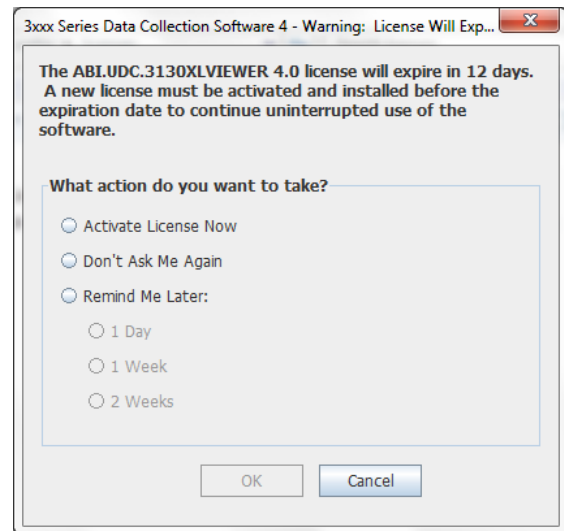 3xxx Series Data Collection Software 4 - Warning: License Will Exp...
The ABI.UDC.3130XLVIEWER 4.0 license will expire in 12 days.
A new license must be activated and installed before the
expiration date to continue uninterrupted use of the
software.
What action do you want to take?
Activate License Now
Don't Ask Me Again
Remind Me Later:
1 Day
1 Week
2 Weeks
OK
Cancel